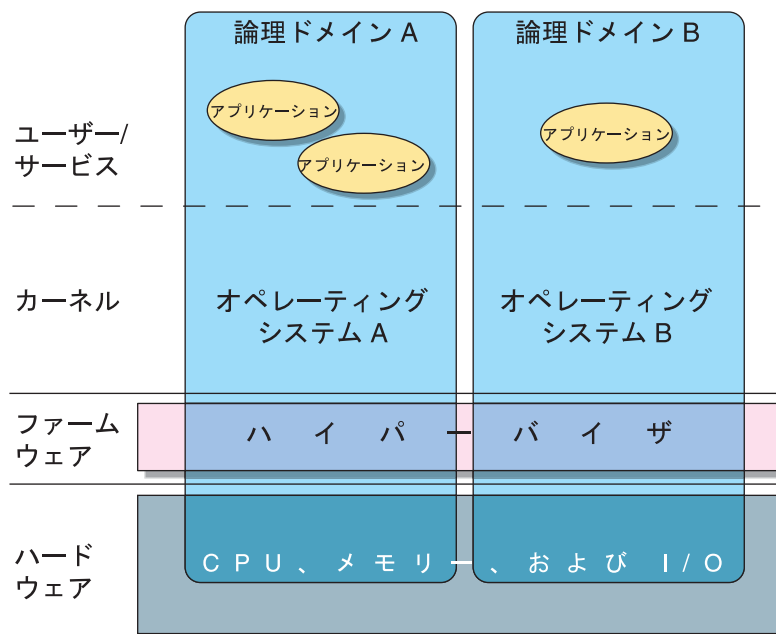 論理ドメイン A
論理ドメイン B
アプリケーション
アプリケーション
アプリケーション
ユーザー/
サービス
カーネル
オペレーティング
システム A
オペレーティング
システム B
ファーム
ウェア
ハイパーバイザ
ハード
ウェア
CPU、メモリー、および I/O